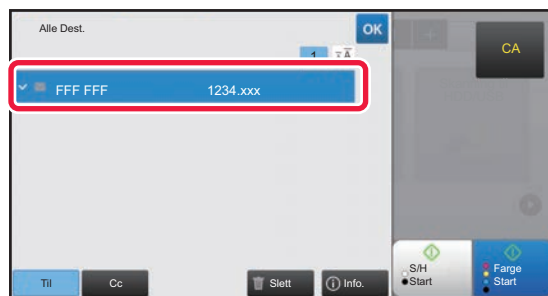 Alle Dest.
OK
CA
1
FFF FFF 1234.xxx
Til
Cc
Slett
Info.
S/H
Start
Farge
Start